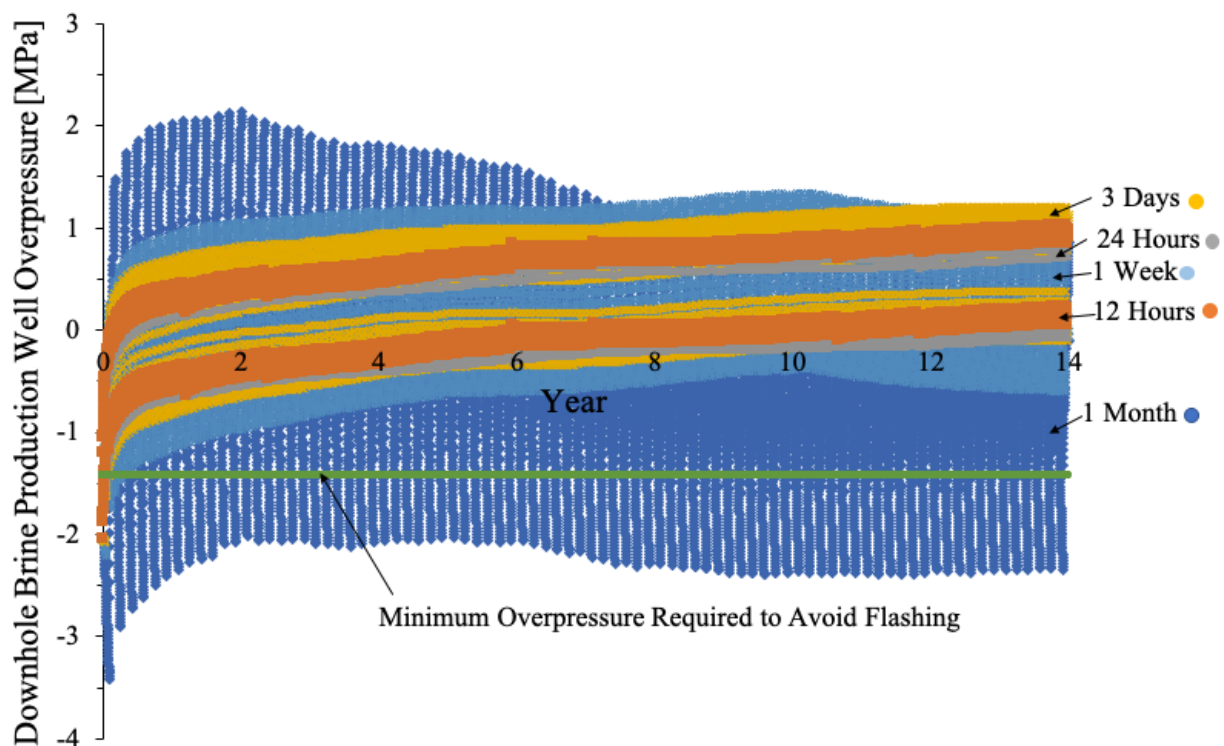 Downhole Brine Production Well Overpressure [MPa]
3
2
1
0
-1
-2
-3
-4
0 2 4 6 8 10 12 14
Year
3 Days
24 Hours
1 Week
12 Hours
1 Month
Minimum Overpressure Required to Avoid Flashing